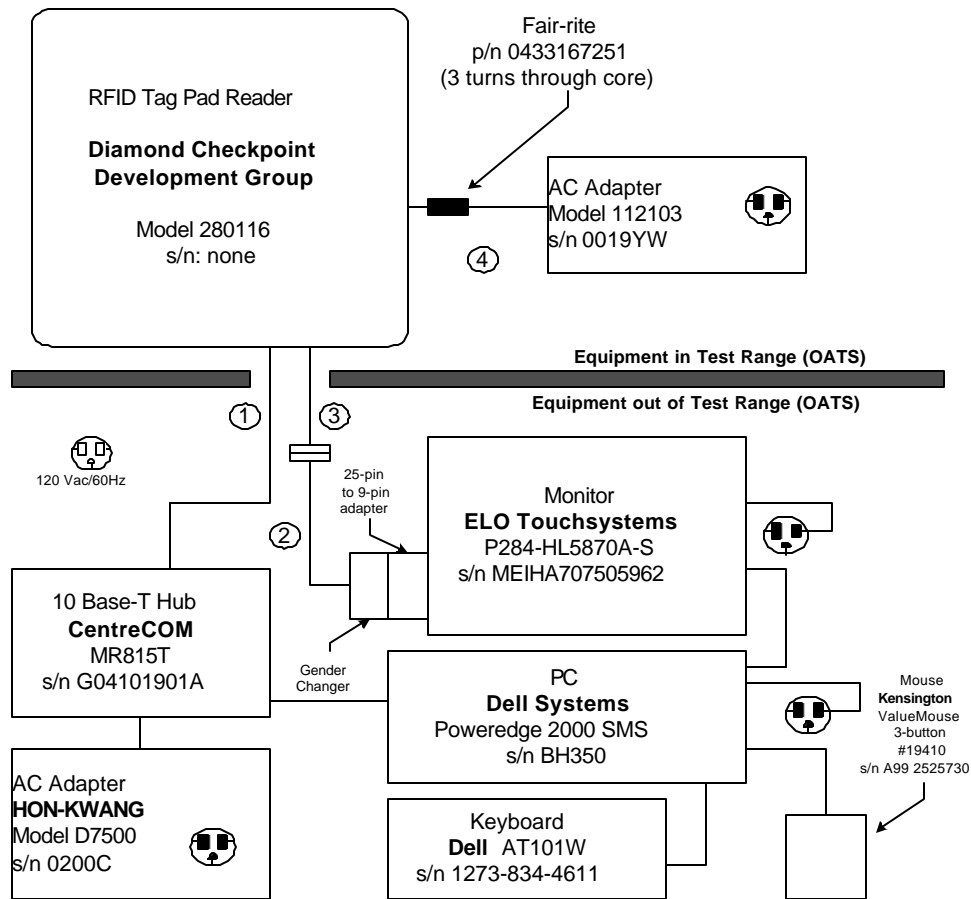 Fair-rite
p/n 0433167251
(3 turns through core)
RFID Tag Pad Reader
Diamond Checkpoint
Development Group
Model 280116
s/n: none
AC Adapter
Model 112103
s/n 0019YW
4
Equipment in Test Range (OATS)
Equipment out of Test Range (OATS)
1
3
120 Vac/60Hz
25-pin
to 9-pin
adapter
2
Monitor
ELO Touchsystems
P284-HL5870A-S
s/n MEIHA707505962
10 Base-T Hub
CentreCOM
MR815T
s/n G04101901A
Gender
Changer
PC
Dell Systems
Poweredge 2000 SMS
s/n BH350
Mouse
Kensington
ValueMouse
3-button
#19410
s/n A99 2525730
AC Adapter
HON-KWANG
Model D7500
s/n 0200C
Keyboard
Dell AT101W
s/n 1273-834-4611